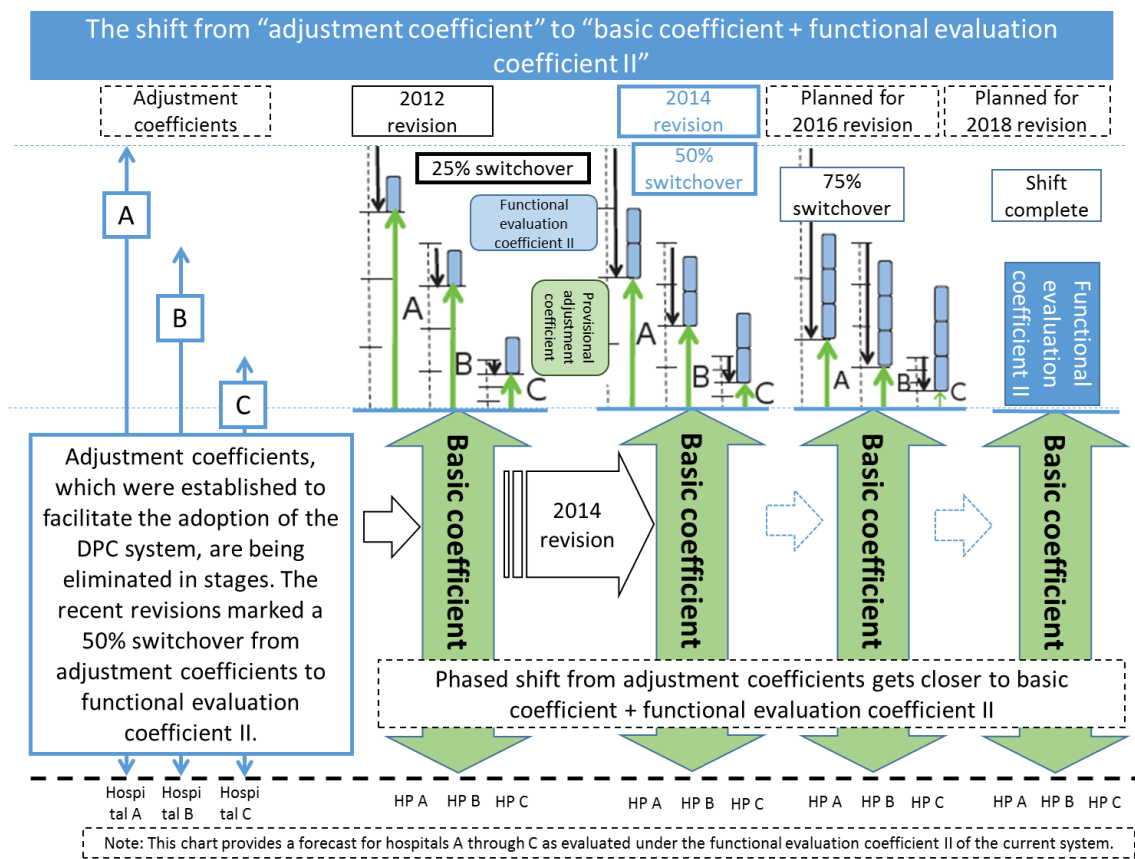 The shift from “adjustment coefficient” to “basic coefficient + functional evaluation
coefficient II”
Adjustment
coefficients
2012
revision
2014
revision
Planned for
2016 revision
Planned for
2018 revision
25% switchover
50%
switchover
75%
switchover
Shift
complete
A
B
C
Functional
evaluation
coefficient II
Provisional
adjustment
coefficient
A
B
C
A
B
C
A
B
C
Functional
evaluation
coefficient II
Adjustment coefficients,
which were established to
facilitate the adoption of the
DPC system, are being
eliminated in stages. The
recent revisions marked a
50% switchover from
adjustment coefficients to
functional evaluation
coefficient II.
Basic coefficient
2014
revision
Basic coefficient
Basic coefficient
Basic coefficient
Phased shift from adjustment coefficients gets closer to basic
coefficient + functional evaluation coefficient II
Hospi
tal A
Hospi
tal B
Hospi
tal C
HP A HP B HP C
HP A HP B HP C
HP A HP B HP C
HP A HP B HP C
Note: This chart provides a forecast for hospitals A through C as evaluated under the functional evaluation coefficient II of the current system.